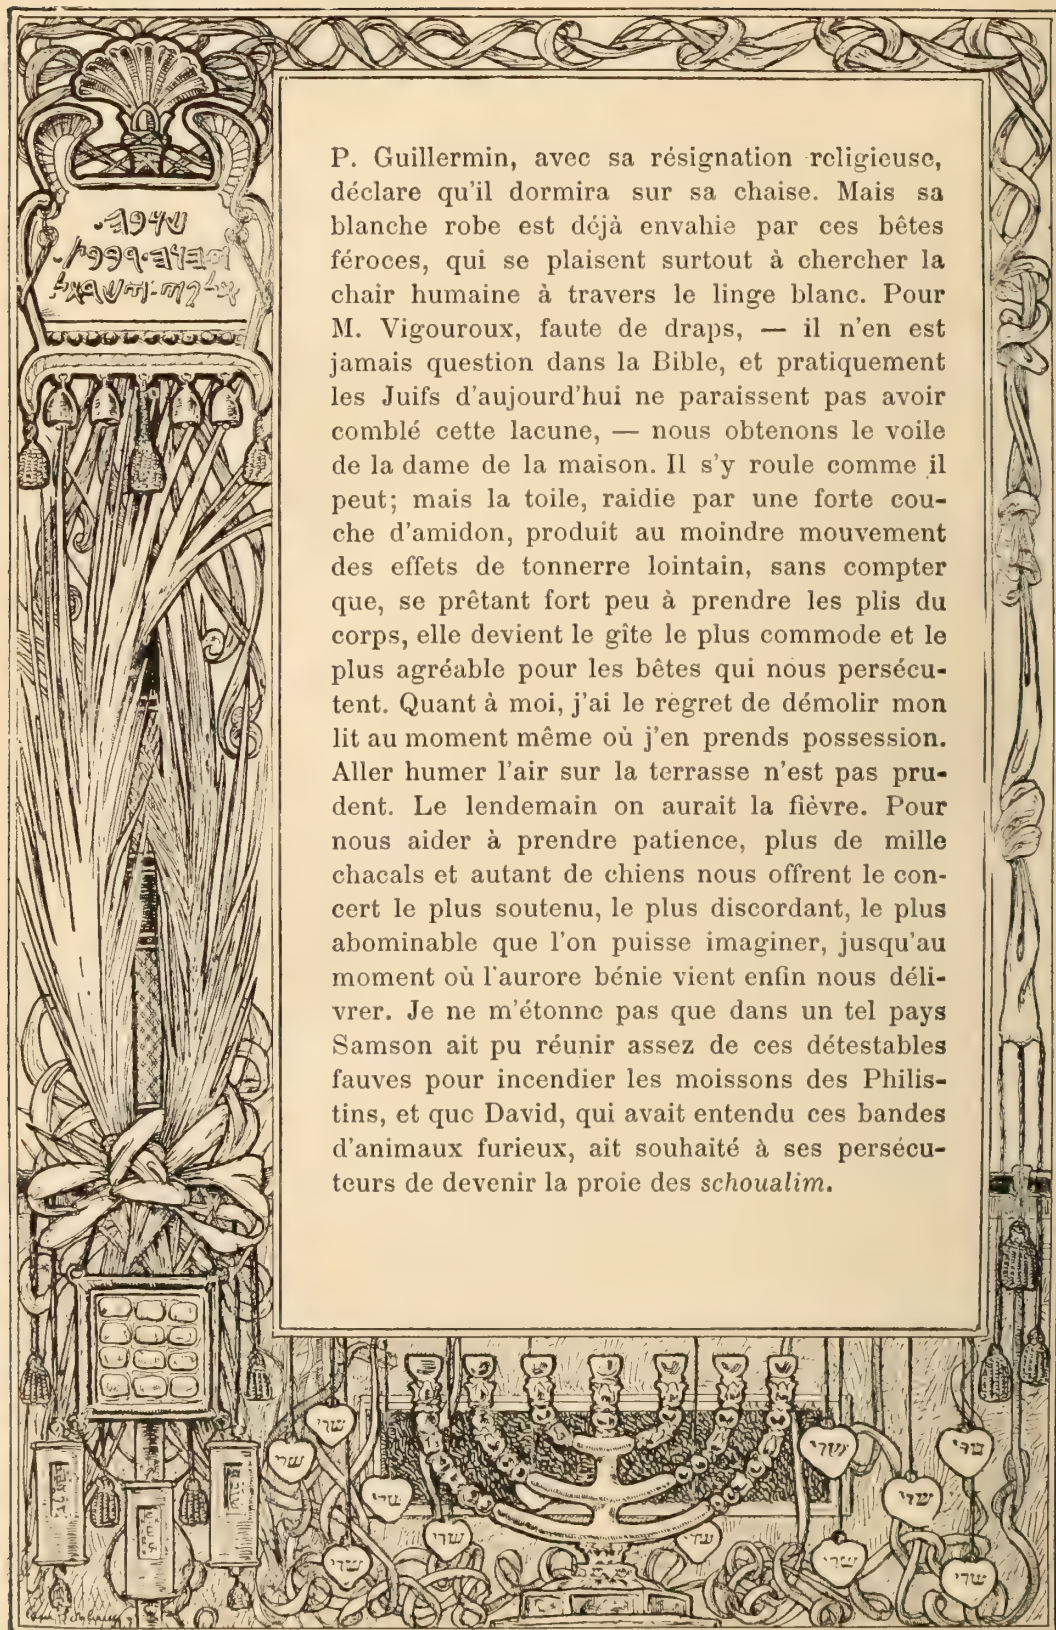 P. Guillermin, avec sa résignation religieuse,
déclare qu'il dormira sur sa chaise. Mais sa
blanche robe est déjà envahie par ces bêtes
féroces, qui se plaisent surtout à chercher la
chair humaine à travers le linge blanc. Pour
M. Vigouroux, faute de draps, — il n'en est
jamais question dans la Bible, et pratiquement
les Juifs d'aujourd'hui ne paraissent pas avoir
comblé cette lacune, — nous obtenons le voile
de la dame de la maison. Il s'y roule comme il
peut; mais la toile, raidie par une forte cou-
che d'amidon, produit au moindre mouvement
des effets de tonnerre lointain, sans compter
que, se prêtant fort peu à prendre les plis du
corps, elle devient le gîte le plus commode et le
plus agréable pour les bêtes qui nous persécu-
tent. Quant à moi, j'ai le regret de démolir mon
lit au moment même où j'en prends possession.
Aller humer l'air sur la terrasse n'est pas pru-
dent. Le lendemain on aurait la fièvre. Pour
nous aider à prendre patience, plus de mille
chacals et autant de chiens nous offrent le con-
cert le plus soutenu, le plus discordant, le plus
abominable que l'on puisse imaginer, jusqu'au
moment où l'aurore bénie vient enfin nous déli-
vrer. Je ne m'étonne pas que dans un tel pays
Samson ait pu réunir assez de ces détestables
fauves pour incendier les moissons des Philis-
tins, et que David, qui avait entendu ces bandes
d'animaux furieux, ait souhaité à ses persécu-
teurs de devenir la proie des schoualim.
שדי
שדי
שדי
שדי
שדי
שדי
שדי
שדי
שדי